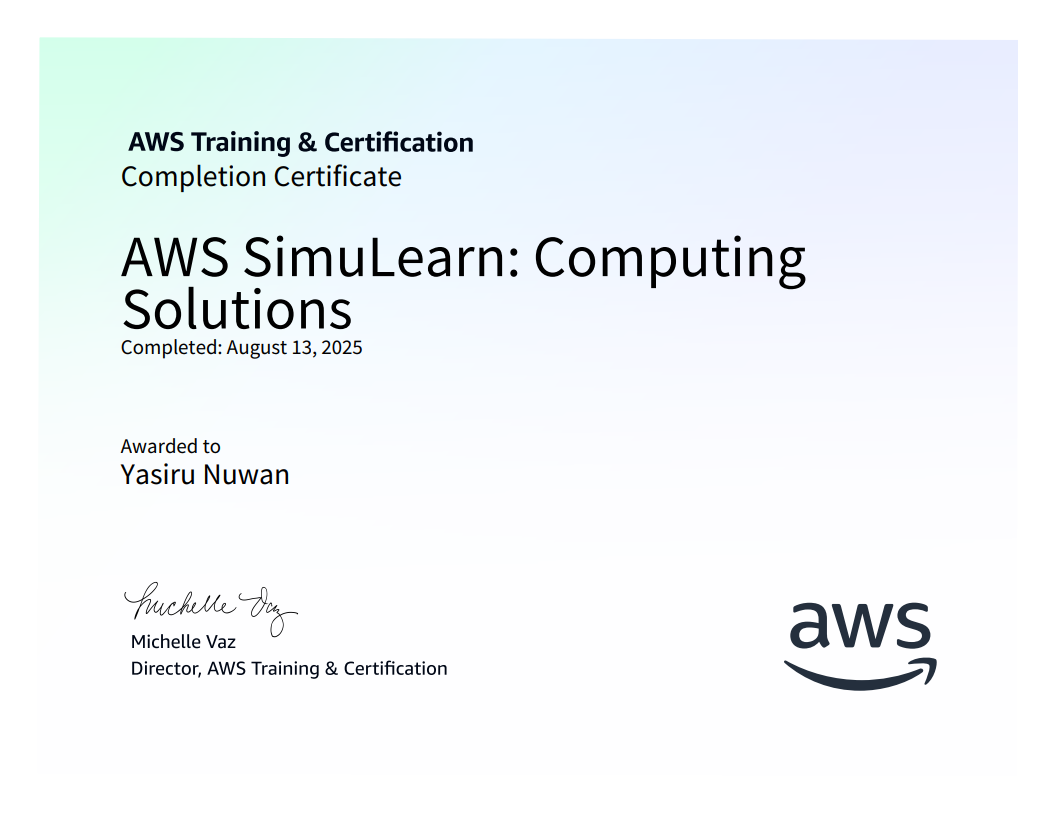 AWS Training & Certification
Completion Certificate
AWS SimuLearn: Computing
Solutions
Completed: August 13, 2025
Awarded to
Yasiru Nuwan
Michelle Vaz
Michelle Vaz
Director, AWS Training & Certification
aws